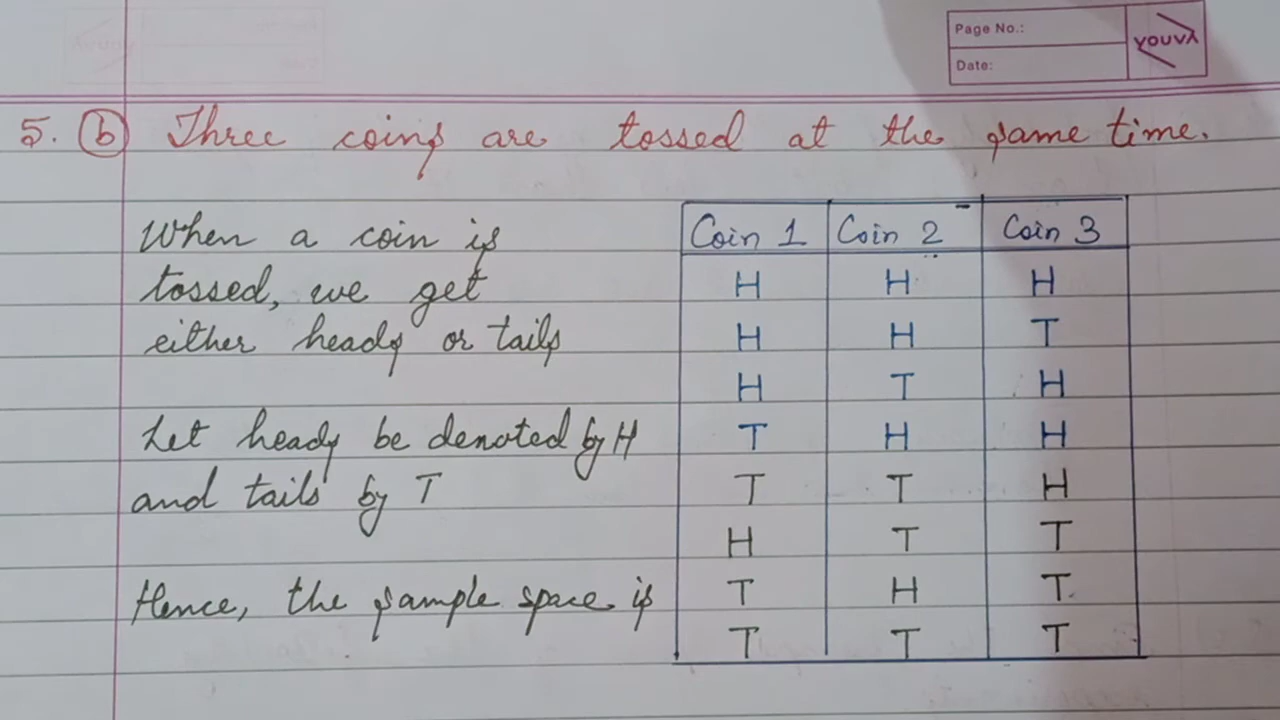 Page No.:
Date:
YOUVA
5. (b) Three coins are tossed at the same time.
When a coin is
tossed, we get
either heads or tails
Let heads be denoted by H
and tails by T
Hence, the sample space is
Coin 1 Coin 2 Coin 3
H H H
H H T
H T H
T H H
T T H
H T T
T H T
T T T